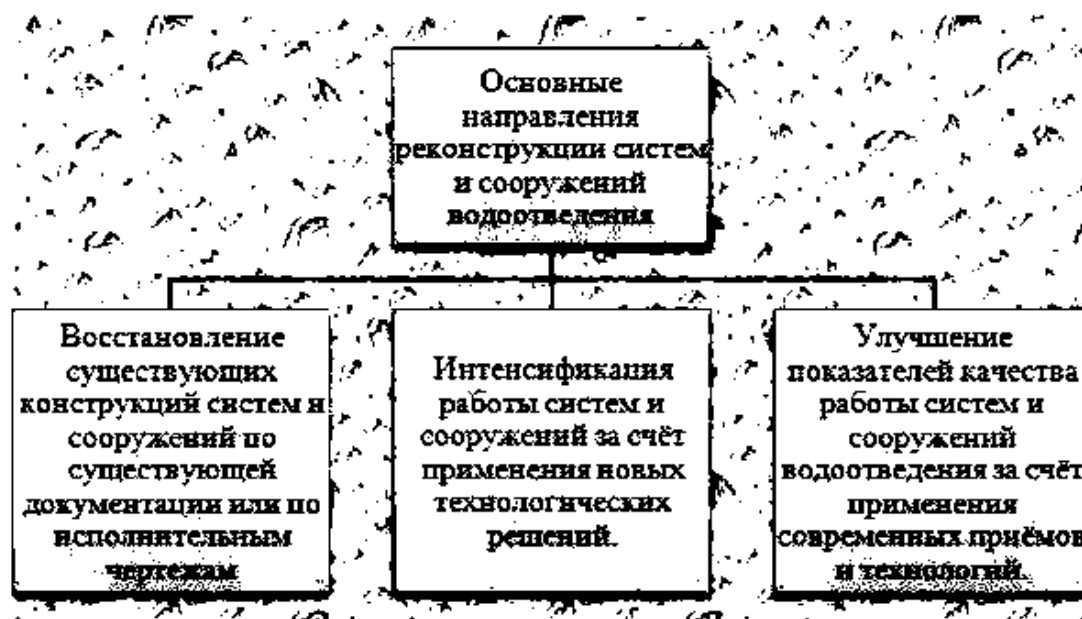 Основные
направления
реконструкции систем
и сооружений
водоотведения
Восстановление
существующих
конструкций систем и
сооружений по
существующей
документации или по
исполнительным
чертежам
Интенсификация
работы систем и
сооружений за счёт
применения новых
технологических
решений.
Улучшение
показателей качества
работы систем и
сооружений
водоотведения за счёт
применения
современных приёмов
и технологий.